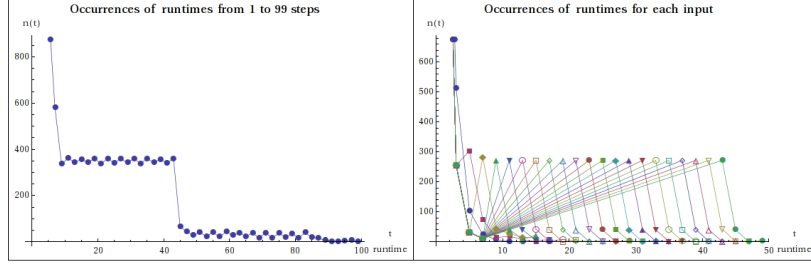 Occurrences of runtimes from 1 to 99 steps
n(t)
800
600
400
200
20
40
60
80
100
t
runtime
Occurrences of runtimes for each input
n(t)
600
500
400
300
200
100
10
20
30
40
50
t
runtime